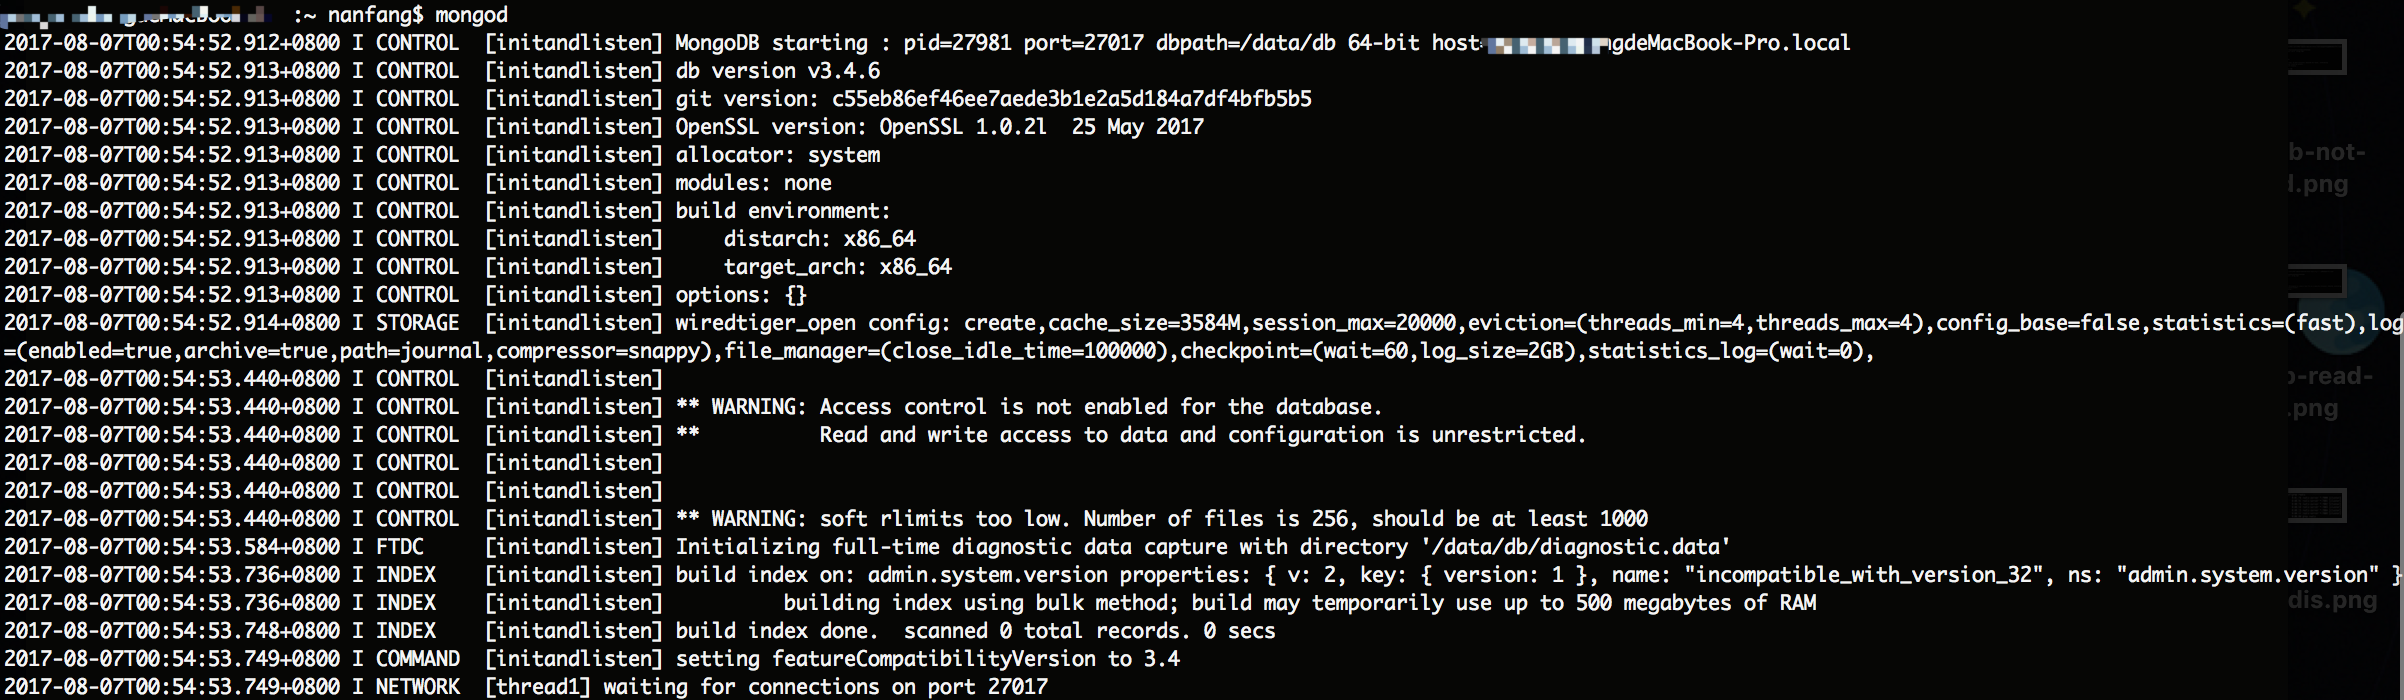 :~ nanfang$ mongod
2017-08-07T00:54:52.912+0800 I CONTROL  [initandlisten] MongoDB starting : pid=27981 port=27017 dbpath=/data/db 64-bit host=gdeMacBook-Pro.local
2017-08-07T00:54:52.913+0800 I CONTROL  [initandlisten] db version v3.4.6
2017-08-07T00:54:52.913+0800 I CONTROL  [initandlisten] git version: c55eb86ef46ee7aede3b1e2a5d184a7df4bfb5b5
2017-08-07T00:54:52.913+0800 I CONTROL  [initandlisten] OpenSSL version: OpenSSL 1.0.2l  25 May 2017
2017-08-07T00:54:52.913+0800 I CONTROL  [initandlisten] allocator: system
2017-08-07T00:54:52.913+0800 I CONTROL  [initandlisten] modules: none
2017-08-07T00:54:52.913+0800 I CONTROL  [initandlisten] build environment:
2017-08-07T00:54:52.913+0800 I CONTROL  [initandlisten]     distarch: x86_64
2017-08-07T00:54:52.913+0800 I CONTROL  [initandlisten]     target_arch: x86_64
2017-08-07T00:54:52.913+0800 I CONTROL  [initandlisten] options: {}
2017-08-07T00:54:52.914+0800 I STORAGE  [initandlisten] wiredtiger_open config: create,cache_size=3584M,session_max=20000,eviction=(threads_min=4,threads_max=4),config_base=false,statistics=(fast),log
=(enabled=true,archive=true,path=journal,compressor=snappy),file_manager=(close_idle_time=100000),checkpoint=(wait=60,log_size=2GB),statistics_log=(wait=0),
2017-08-07T00:54:53.440+0800 I CONTROL  [initandlisten]
2017-08-07T00:54:53.440+0800 I CONTROL  [initandlisten] ** WARNING: Access control is not enabled for the database.
2017-08-07T00:54:53.440+0800 I CONTROL  [initandlisten] **          Read and write access to data and configuration is unrestricted.
2017-08-07T00:54:53.440+0800 I CONTROL  [initandlisten]
2017-08-07T00:54:53.440+0800 I CONTROL  [initandlisten]
2017-08-07T00:54:53.440+0800 I CONTROL  [initandlisten] ** WARNING: soft rlimits too low. Number of files is 256, should be at least 1000
2017-08-07T00:54:53.584+0800 I FTDC     [initandlisten] Initializing full-time diagnostic data capture with directory '/data/db/diagnostic.data'
2017-08-07T00:54:53.736+0800 I INDEX    [initandlisten] build index on: admin.system.version properties: { v: 2, key: { version: 1 }, name: "incompatible_with_version_32", ns: "admin.system.version" }
2017-08-07T00:54:53.736+0800 I INDEX    [initandlisten]          building index using bulk method; build may temporarily use up to 500 megabytes of RAM
2017-08-07T00:54:53.748+0800 I INDEX    [initandlisten] build index done.  scanned 0 total records. 0 secs
2017-08-07T00:54:53.749+0800 I COMMAND  [initandlisten] setting featureCompatibilityVersion to 3.4
2017-08-07T00:54:53.749+0800 I NETWORK  [thread1] waiting for connections on port 27017
b-not-
d.png
o-read-
.png
dis.png